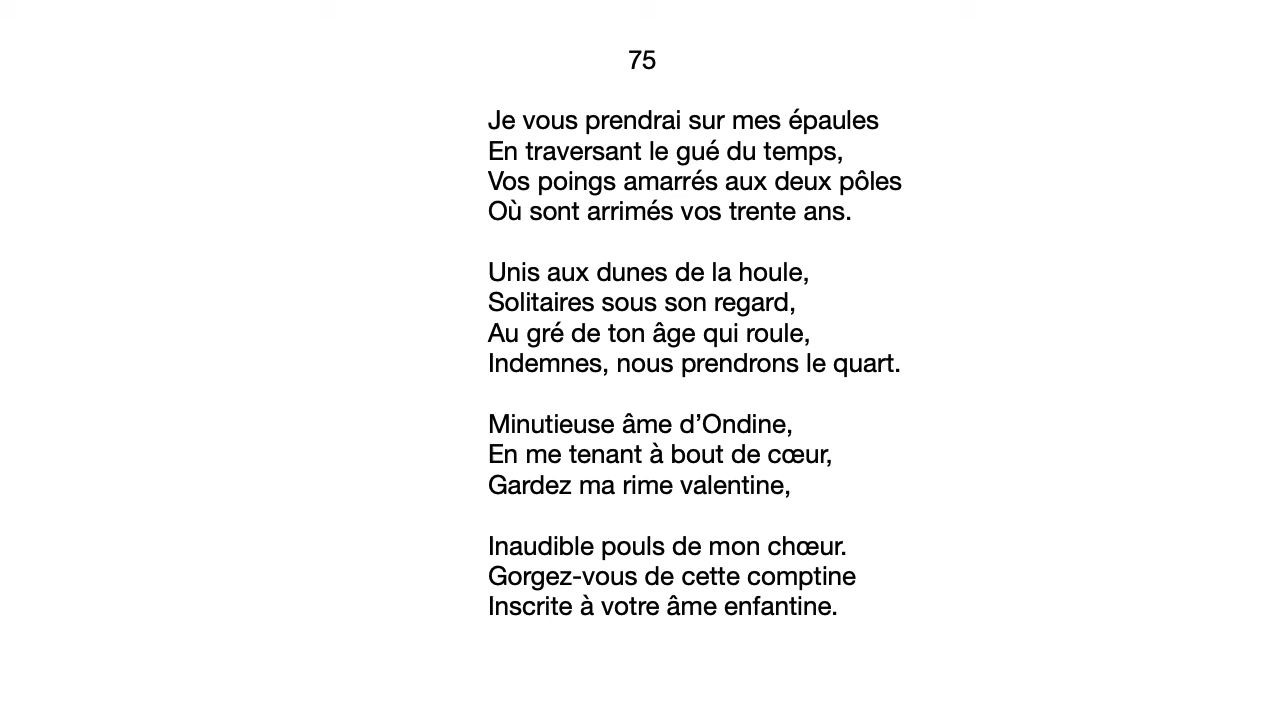 75
Je vous prendrai sur mes épaules
En traversant le gué du temps,
Vos poings amarrés aux deux pôles
Où sont arrimés vos trente ans.
Unis aux dunes de la houle,
Solitaires sous son regard,
Au gré de ton âge qui roule,
Indemnes, nous prendrons le quart.
Minutieuse âme d’Ondine,
En me tenant à bout de cœur,
Gardez ma rime valentine,
Inaudible pouls de mon chœur.
Gorgez-vous de cette comptine
Inscrite à votre âme enfantine.